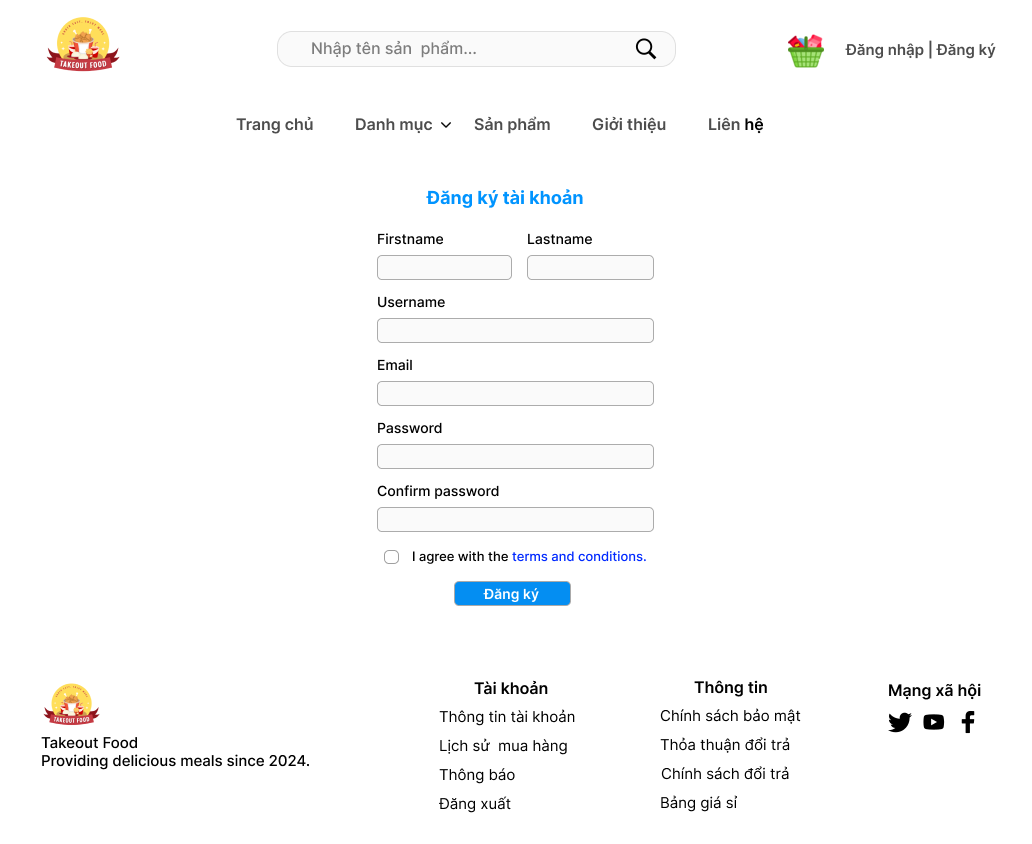 TAKEOUT FOOD
Nhập tên sản  phẩm...
Đăng nhập | Đăng ký
Trang chủ
Danh mục
Sản phẩm
Giới thiệu
Liên hệ
Đăng ký tài khoản
Firstname
Lastname
Username
Email
Password
Confirm password
I agree with the terms and conditions.
Đăng ký
TAKEOUT FOOD
Takeout Food
Providing delicious meals since 2024.
Tài khoản
Thông tin tài khoản
Lịch sử  mua hàng
Thông báo
Đăng xuất
Thông tin
Chính sách bảo mật
Thỏa thuận đổi trả
Chính sách đổi trả
Bảng giá sỉ
Mạng xã hội